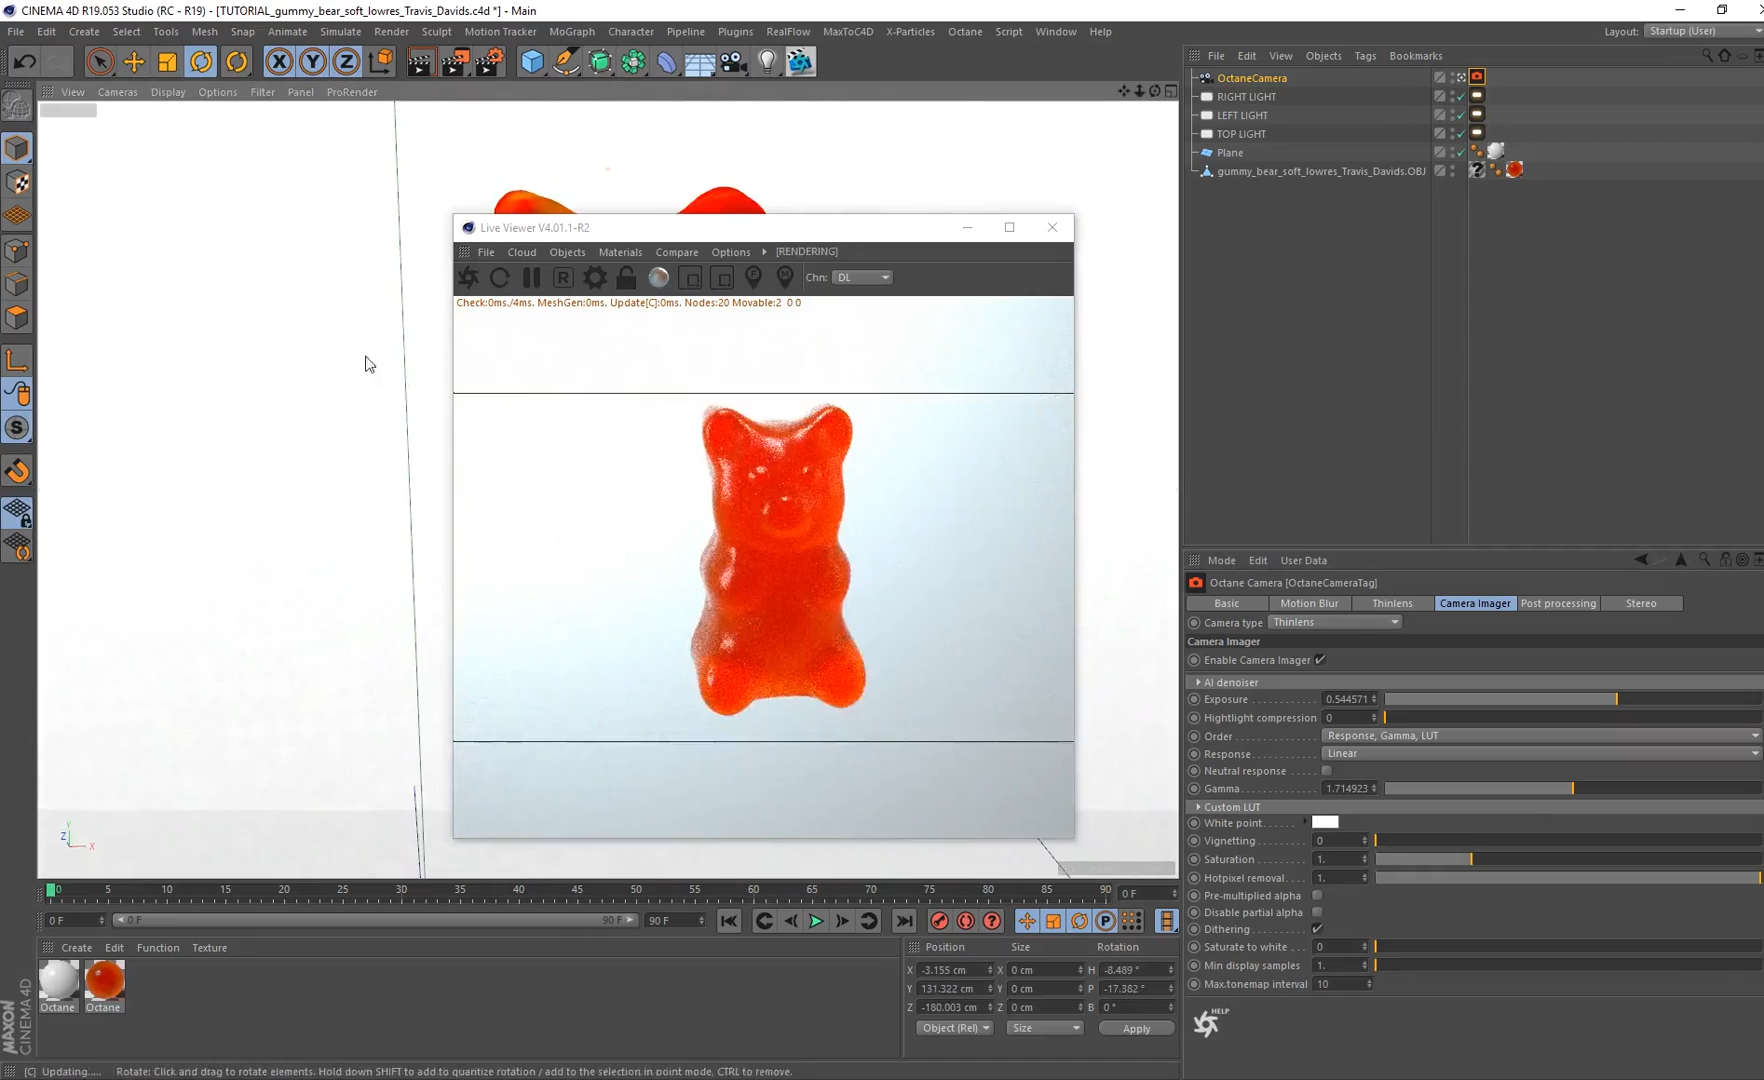 CINEMA 4D R19.053 Studio (RC - R19) - [TUTORIAL_gummy_bear_soft_lowres_Travis_Davids.c4d *] - Main
File Edit Create Select Tools Mesh Snap Animate Simulate Render Sculpt Motion Tracker MoGraph Character Pipeline Plugins RealFlow MaxToC4D X-Particles Octane Script Window Help
Layout: Startup (User)
X Y Z
File Edit View Objects Tags Bookmarks
View Cameras Display Options Filter Panel ProRender
OctaneCamera
RIGHT LIGHT
LEFT LIGHT
TOP LIGHT
Plane
gummy_bear_soft_lowres_Travis_Davids.OBJ
Live Viewer V4.01.1-R2
File Cloud Objects Materials Compare Options [RENDERING]
R Chn: DL
Check:0ms./4ms. MeshGen:0ms. Update[C]:0ms. Nodes:20 Movable:2 0 0
S
Y
Z
X
Mode Edit User Data
Octane Camera [OctaneCameraTag]
Basic Motion Blur Thinlens Camera Imager Post processing Stereo
Camera type Thinlens
Camera Imager
Enable Camera Imager
AI denoiser
Exposure 0.544571
Hightlight compression 0
Order Response, Gamma, LUT
Response Linear
Neutral response
Gamma 1.714923
Custom LUT
White point
Vignetting 0
Saturation 1.
Hotpixel removal 1.
Pre-multiplied alpha
Disable partial alpha
Dithering
Saturate to white 0
Min display samples 1.
Max.tonemap interval 10
HELP
0 5 10 15 20 25 30 35 40 45 50 55 60 65 70 75 80 85 90 0 F
0 F 0 F 90 F 90 F
P
Create Edit Function Texture
Octane Octane
Position Size Rotation
X -3.155 cm X 0 cm H -8.489 °
Y 131.322 cm Y 0 cm P -17.382 °
Z -180.003 cm Z 0 cm B 0 °
Object (Rel) Size Apply
MAXON
CINEMA 4D
[C] Updating..... Rotate: Click and drag to rotate elements. Hold down SHIFT to add to quantize rotation / add to the selection in point mode, CTRL to remove.